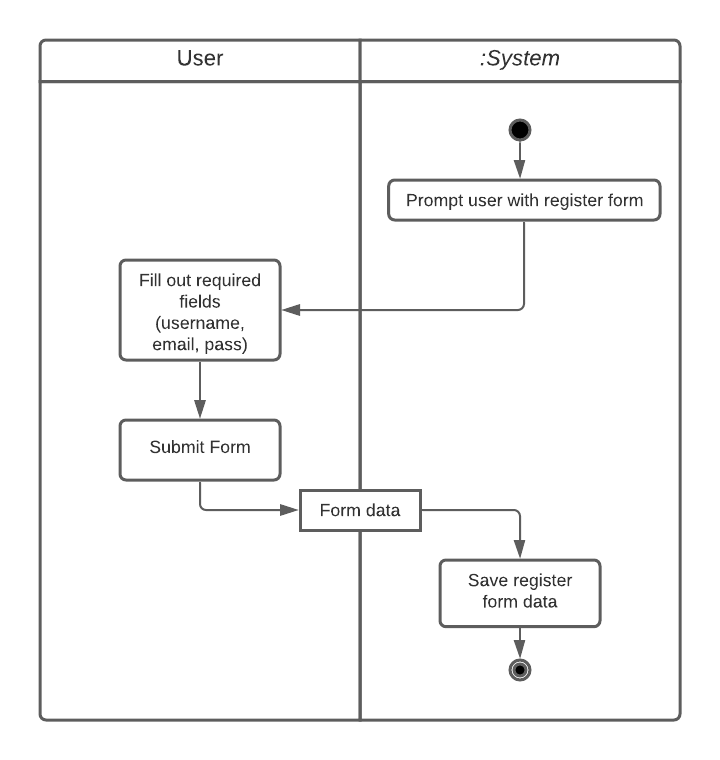 User
:System
Prompt user with register form
Fill out required
fields
(username,
email, pass)
Submit Form
Form data
Save register
form data